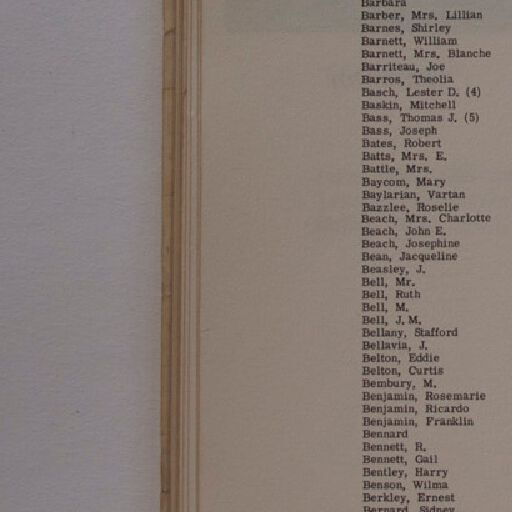 Barbara
Barber, Mrs. Lillian
Barnes, Shirley
Barnett, William
Barnett, Mrs. Blanche
Barriteau, Joe
Barros, Theolia
Basch, Lester D. (4)
Baskin, Mitchell
Bass, Thomas J. (5)
Bass, Joseph
Bates, Robert
Batts, Mrs. E.
Battle, Mrs.
Baycom, Mary
Baylarian, Vartan
Bazzlee, Roselie
Beach, Mrs. Charlotte
Beach, John E.
Beach, Josephine
Bean, Jacqueline
Beasley, J.
Bell, Mr.
Bell, Ruth
Bell, M.
Bell, J. M.
Bellany, Stafford
Bellavia, J.
Belton, Eddie
Belton, Curtis
Bembury, M.
Benjamin, Rosemarie
Benjamin, Ricardo
Benjamin, Franklin
Bennard
Bennett, R.
Bennett, Gail
Bentley, Harry
Benson, Wilma
Berkley, Ernest
Bernard, Sidney